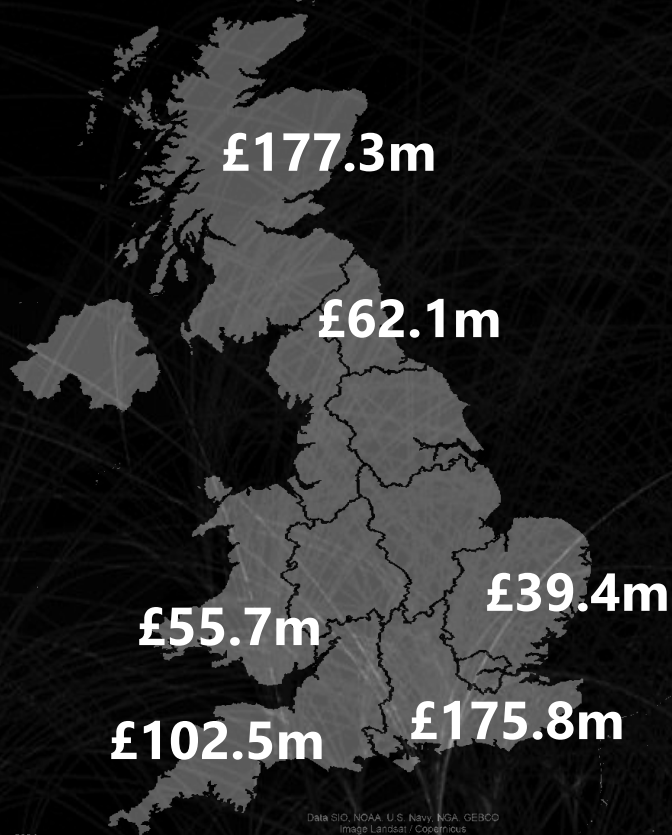 £177.3m
£62.1m
£39.4m
£55.7m
£175.8m
£102.5m
Data SIO, NOAA, U.S. Navy, NGA, GEBCO
Image Landsat / Copernicus